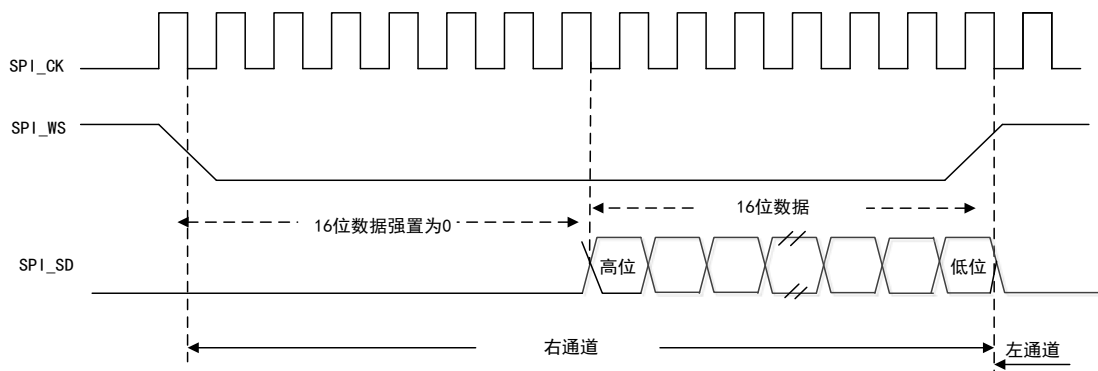 SPI_CK
SPI_WS
16位数据强置为0
16位数据
SPI_SD
高位
低位
右通道
左通道